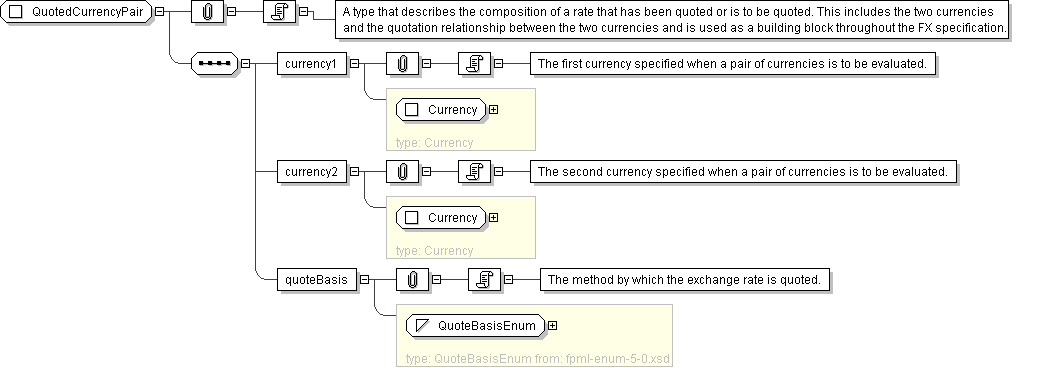 QuotedCurrencyPair
A type that describes the composition of a rate that has been quoted or is to be quoted. This includes the two currencies
and the quotation relationship between the two currencies and is used as a building block throughout the FX specification.
currency1
The first currency specified when a pair of currencies is to be evaluated.
Currency
type: Currency
currency2
The second currency specified when a pair of currencies is to be evaluated.
Currency
type: Currency
quoteBasis
The method by which the exchange rate is quoted.
QuoteBasisEnum
type: QuoteBasisEnum from: fpml-enum-5-0.xsd